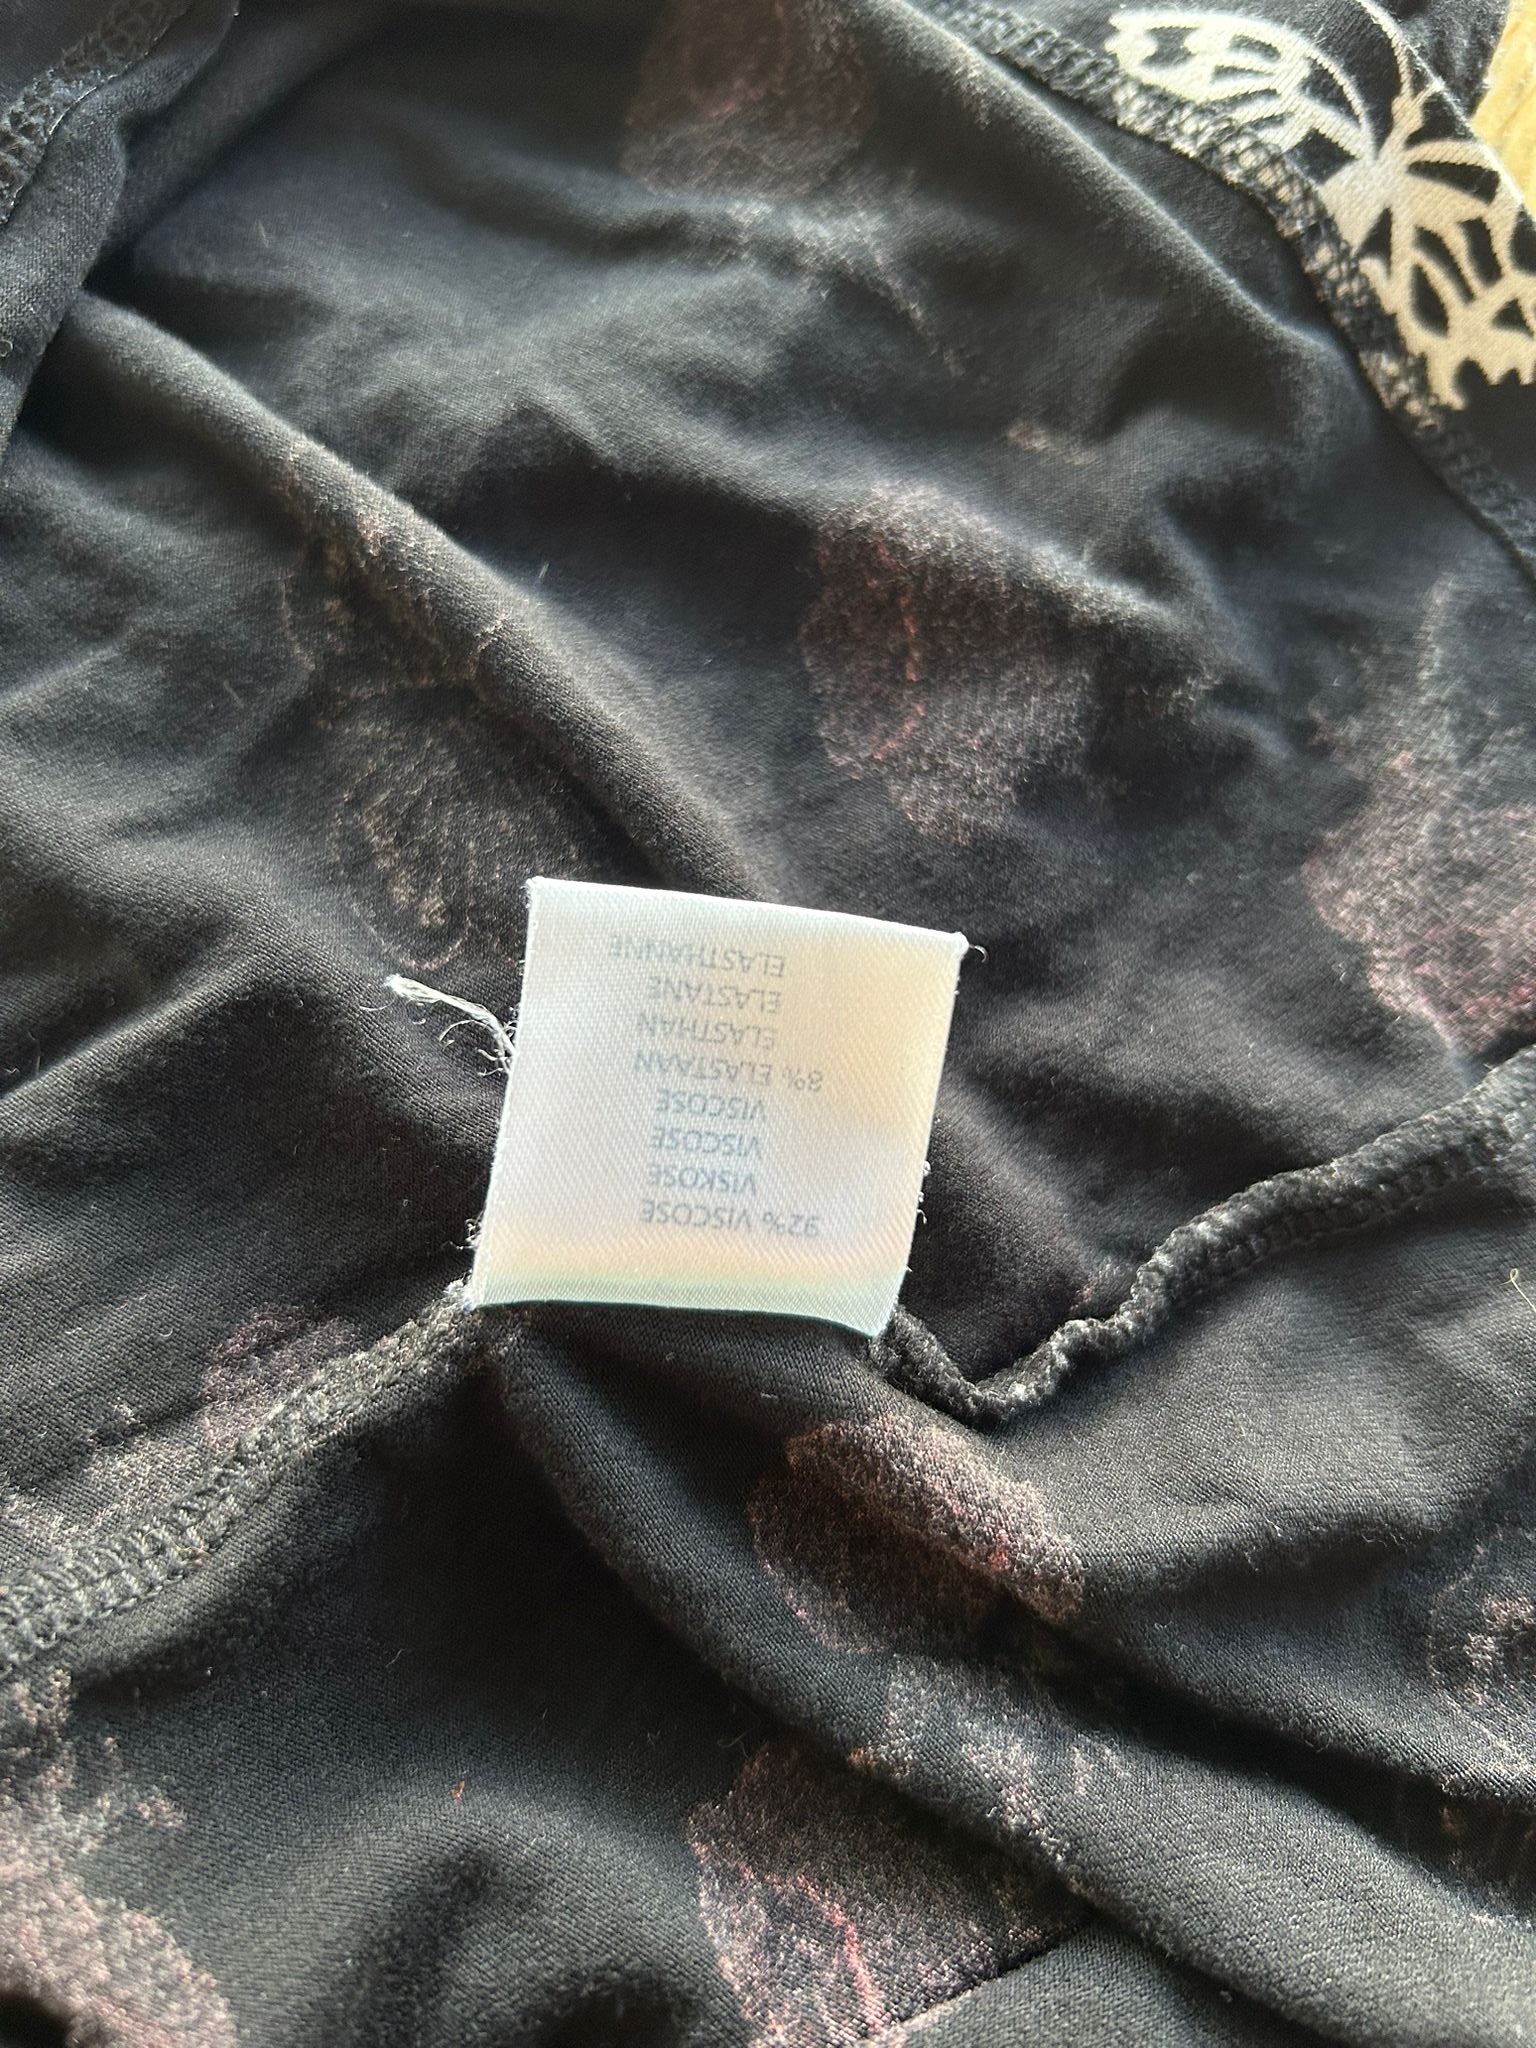 92% VISCOSE
VISKOSE
VISCOSE
VISCOSE
8% ELASTAAN
ELASTHAN
ELASTANE
ELASTHANNE